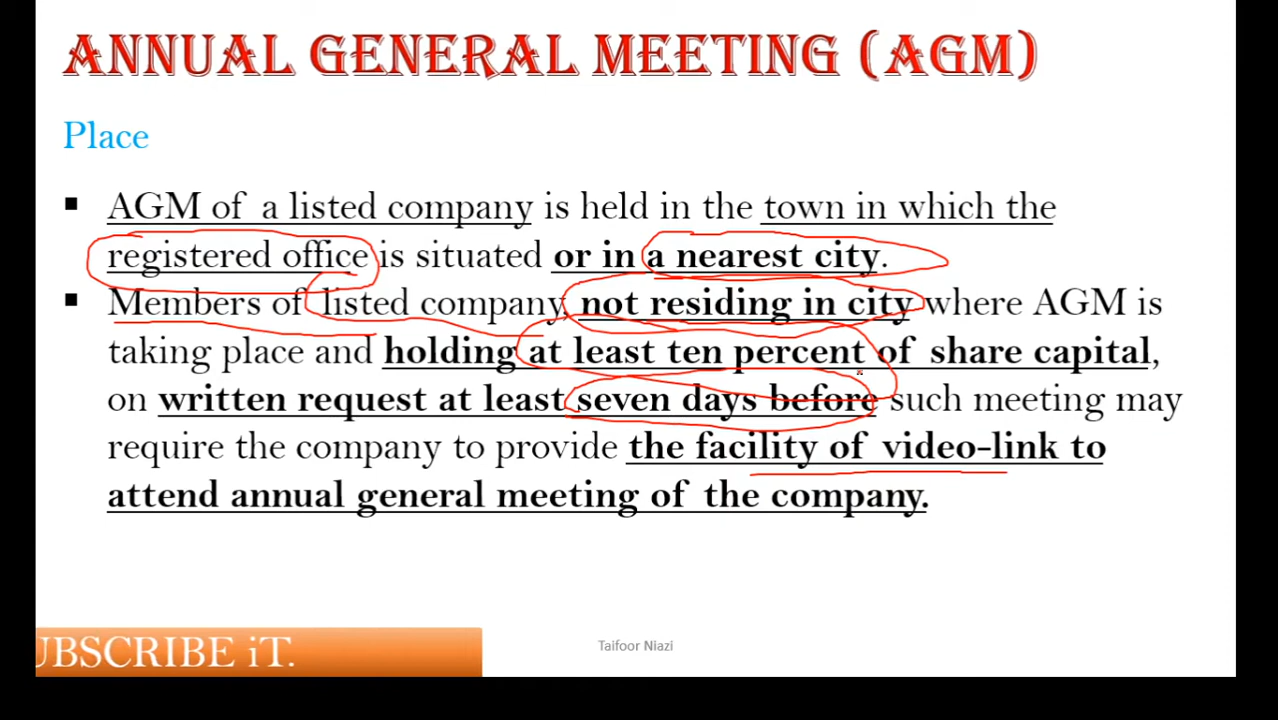 ANNUAL GENERAL MEETING (AGM)
Place
▪ AGM of a listed company is held in the town in which the
registered office is situated or in a nearest city.
▪ Members of listed company, not residing in city where AGM is
taking place and holding at least ten percent of share capital,
on written request at least seven days before such meeting may
require the company to provide the facility of video-link to
attend annual general meeting of the company.
UBSCRIBE iT.
Taifoor Niazi